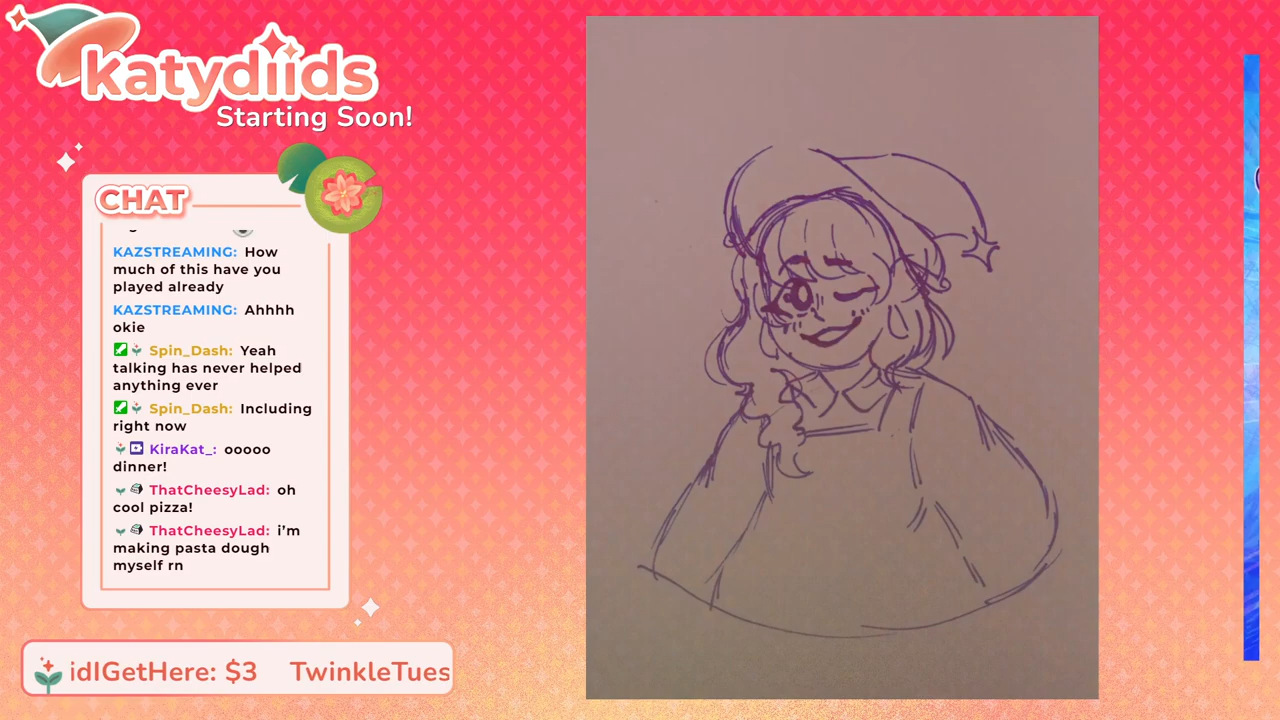 Katydiids
Starting Soon!
CHAT
KAZSTREAMING: How
much of this have you
played already
KAZSTREAMING: Ahhhh
okie
Spin_Dash: Yeah
talking has never helped
anything ever
Spin_Dash: Including
right now
KiraKat_: ooooo
dinner!
ThatCheesyLad: oh
cool pizza!
ThatCheesyLad: i'm
making pasta dough
myself rn
idIGetHere: $3 TwinkleTues